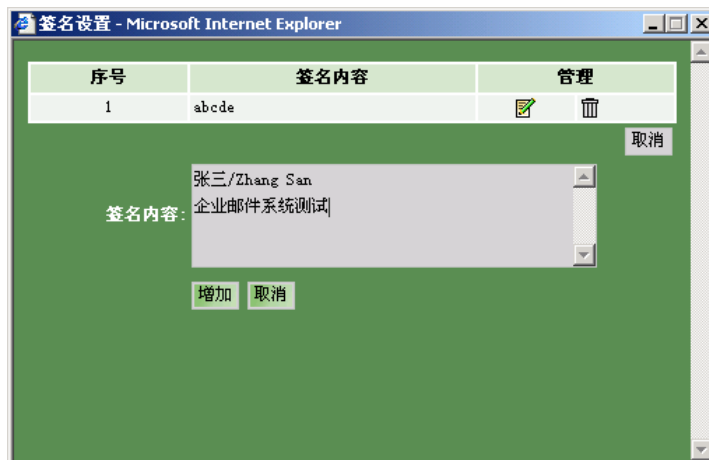 签名设置 - Microsoft Internet Explorer
序号 签名内容 管理
1 abcde
取消
张三/Zhang San
签名内容: 企业邮件系统测试
增加 取消